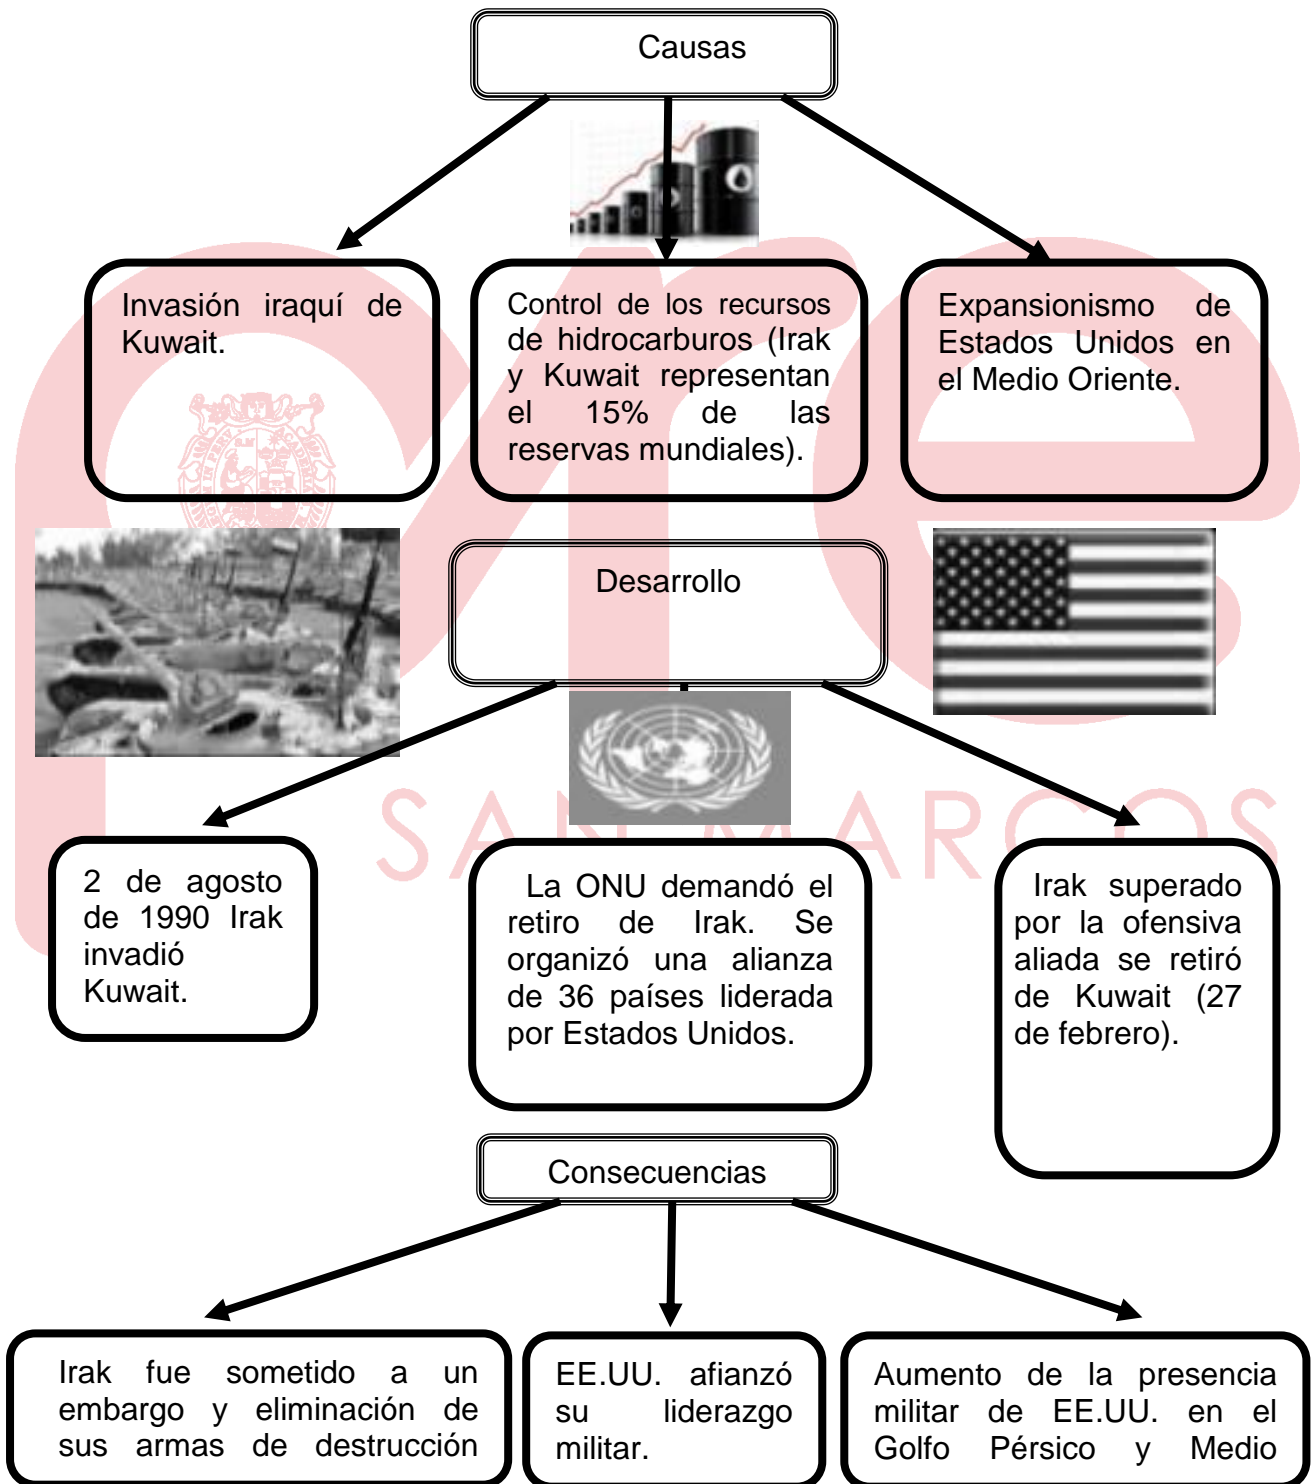 Causas
Invasión iraquí de
Kuwait.
Control de los recursos
de hidrocarburos (Irak
y Kuwait representan
el 15% de las
reservas mundiales).
Expansionismo de
Estados Unidos en
el Medio Oriente.
Desarrollo
SAN MARCOS
2 de agosto
de 1990 Irak
invadió
Kuwait.
La ONU demandó el
retiro de Irak. Se
organizó una alianza
de 36 países liderada
por Estados Unidos.
Irak superado
por la ofensiva
aliada se retiró
de Kuwait (27
de febrero).
Consecuencias
Irak fue sometido a un
embargo y eliminación de
sus armas de destrucción
EE.UU. afianzó
su liderazgo
militar.
Aumento de la presencia
militar de EE.UU. en el
Golfo Pérsico y Medio